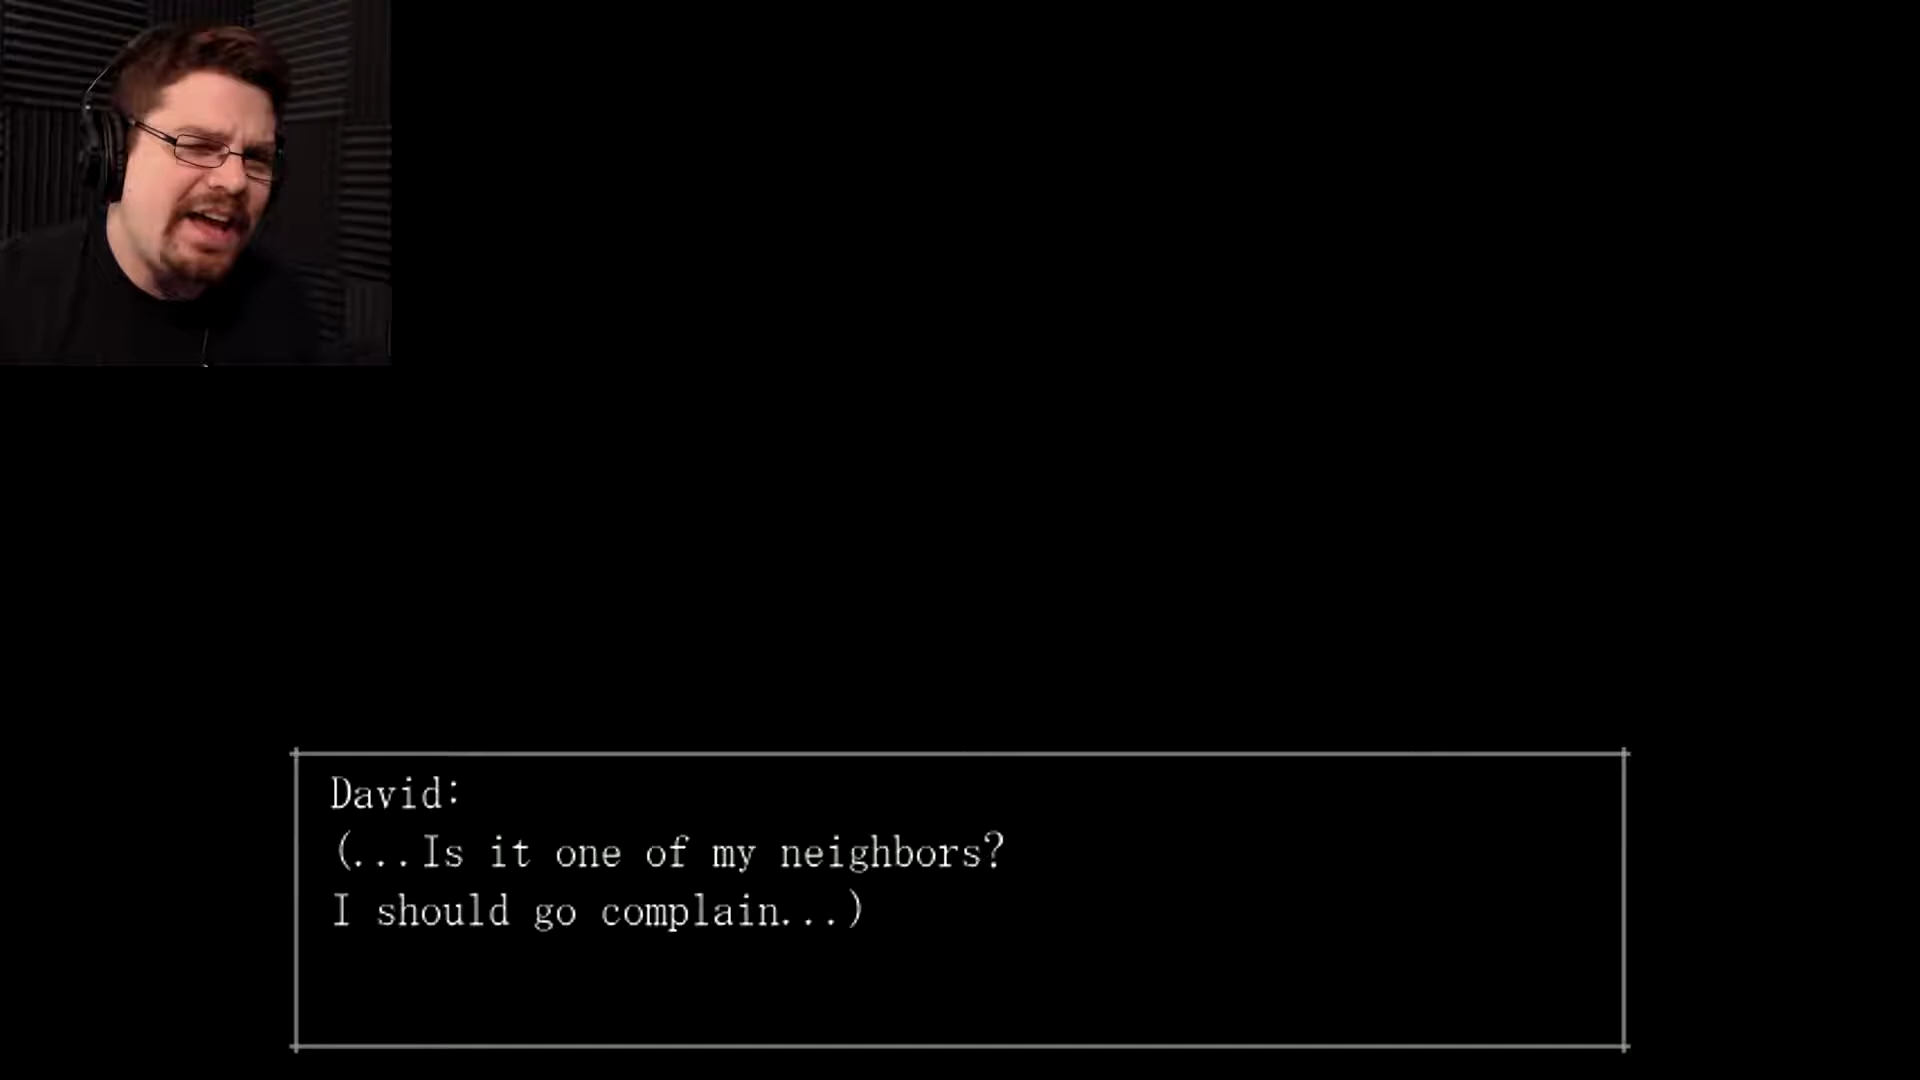 David:
(...Is it one of my neighbors?
I should go complain...)